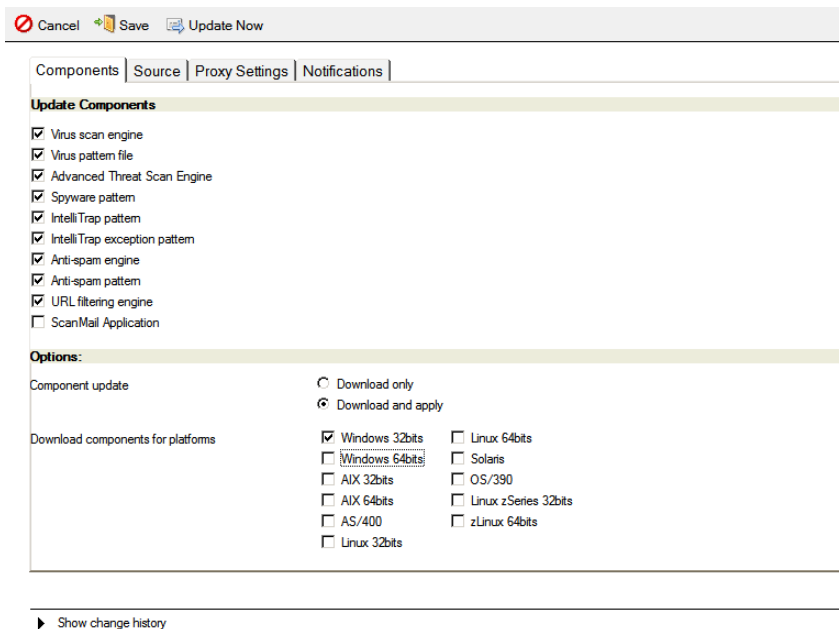 Cancel Save Update Now
Components Source Proxy Settings Notifications
Update Components
Virus scan engine
Virus pattern file
Advanced Threat Scan Engine
Spyware pattern
IntelliTrap pattern
IntelliTrap exception pattern
Anti-spam engine
Anti-spam pattern
URL filtering engine
ScanMail Application
Options:
Component update Download only
Download and apply
Download components for platforms Windows 32bits Linux 64bits
Windows 64bits Solaris
AIX 32bits OS/390
AIX 64bits Linux zSeries 32bits
AS/400 zLinux 64bits
Linux 32bits
Show change history